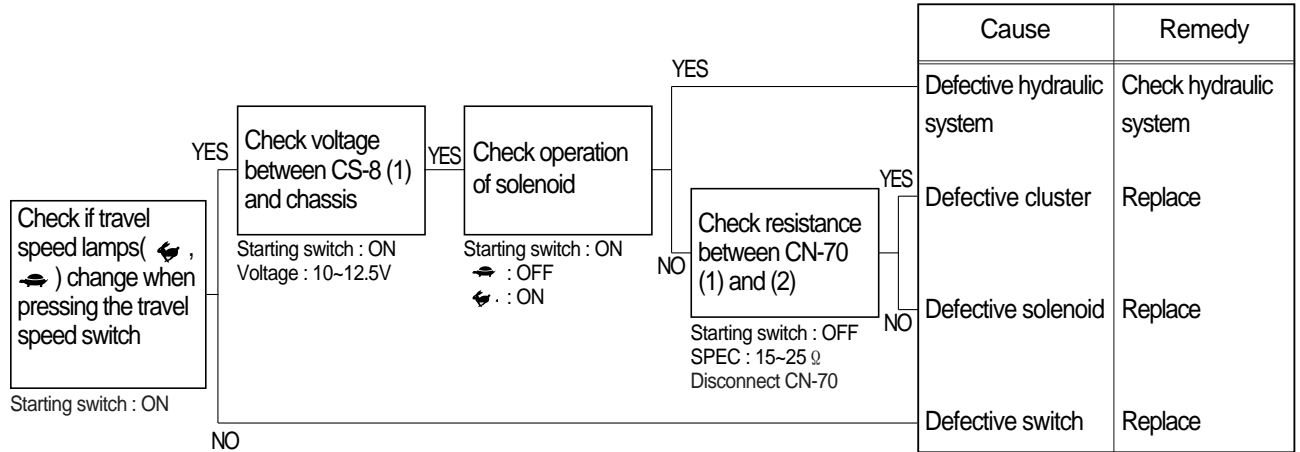 Check if travel
speed lamps( ,
) change when
pressing the travel
speed switch
Starting switch : ON
YES
NO
Check voltage
between CS-8 (1)
and chassis
Starting switch : ON
Voltage : 10~12.5V
YES
Check operation
of solenoid
Starting switch : ON
: OFF
: ON
YES
NO
Check resistance
between CN-70
(1) and (2)
Starting switch : OFF
SPEC : 15~25 Ω
Disconnect CN-70
YES
NO
Cause Remedy
Defective hydraulic Check hydraulic
system system
Defective cluster Replace
Defective solenoid Replace
Defective switch Replace